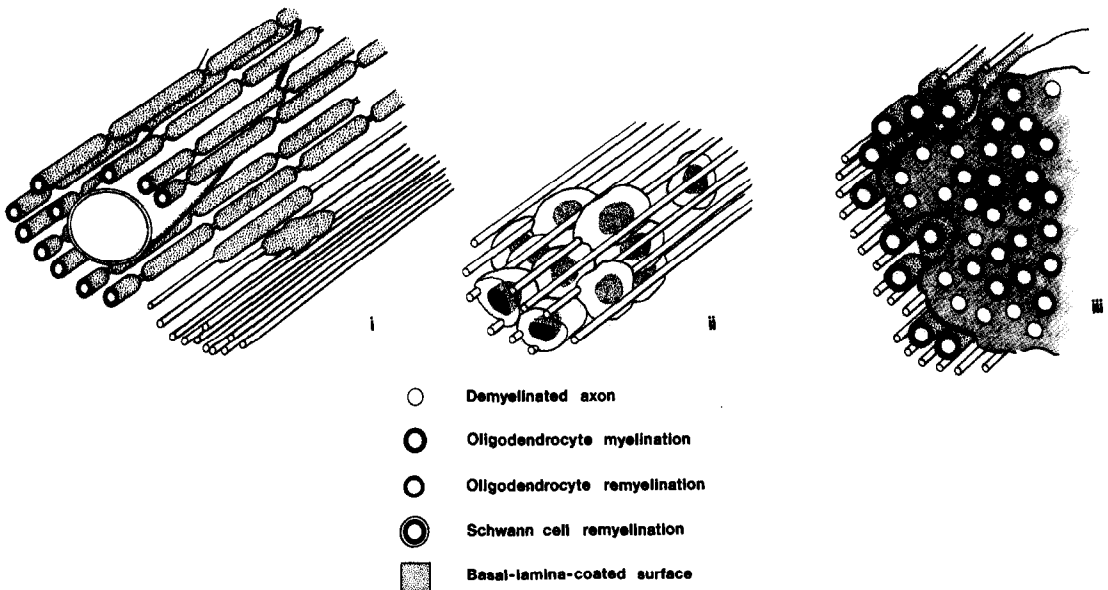 i
ii
iii
Demyelinated axon
Oligodendrocyte myelination
Oligodendrocyte remyelination
Schwann cell remyelination
Basal-lamina-coated surface